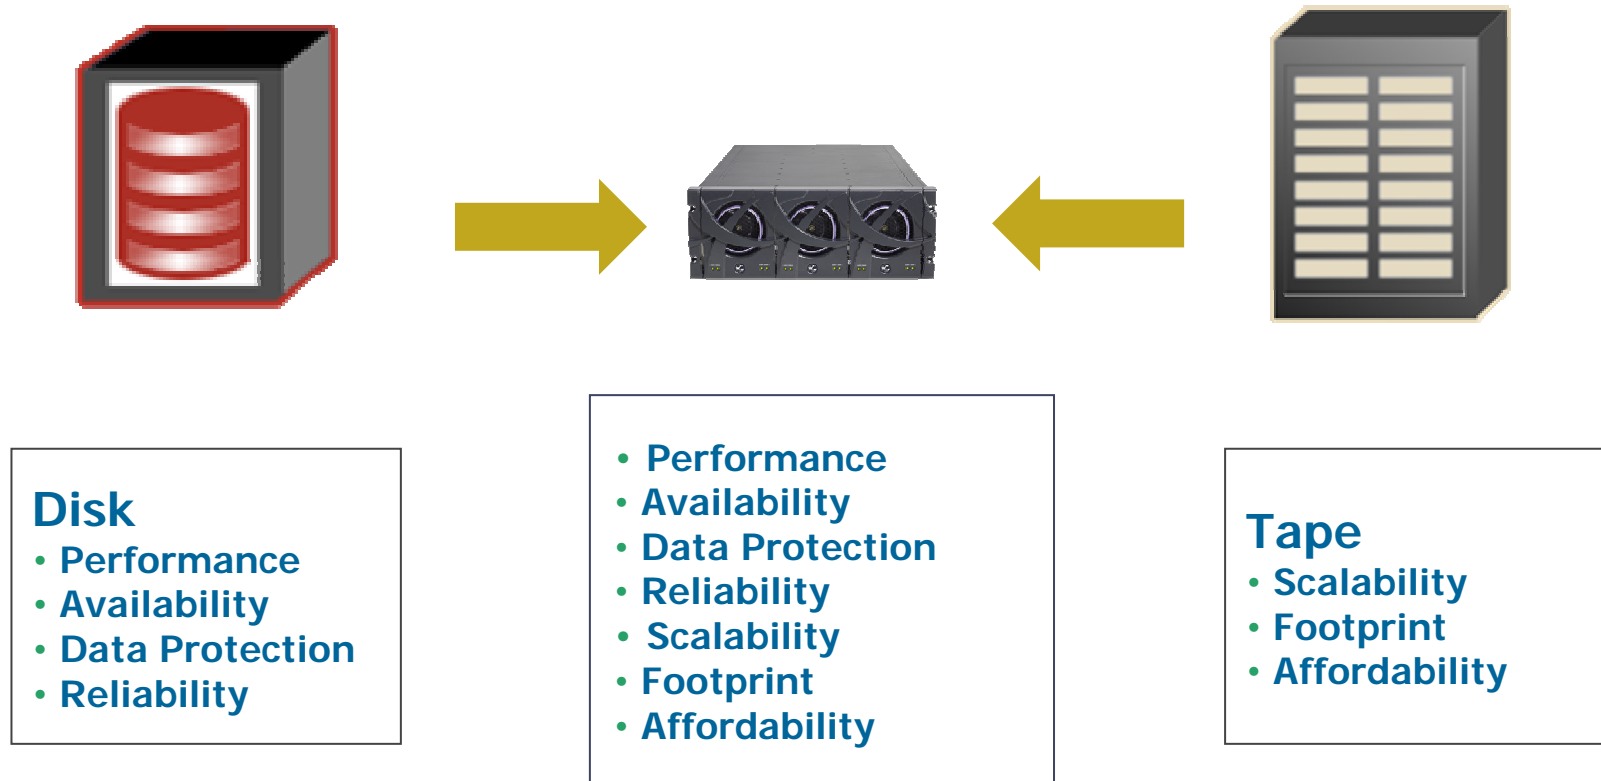 Disk
• Performance
• Availability
• Data Protection
• Reliability
• Performance
• Availability
• Data Protection
• Reliability
• Scalability
• Footprint
• Affordability
Tape
• Scalability
• Footprint
• Affordability